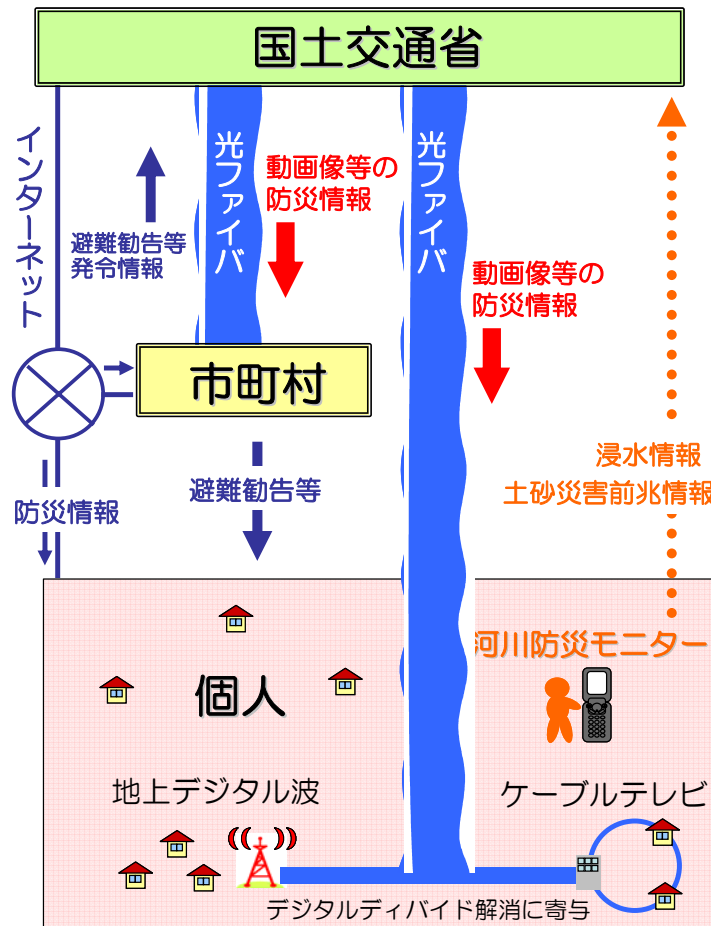 国土交通省
インターネット
避難勧告等
発令情報
光ファイバ
動画像等の
防災情報
光ファイバ
動画像等の
防災情報
市町村
避難勧告等
防災情報
浸水情報
土砂災害前兆情報
河川防災モニター
個人
地上デジタル波
ケーブルテレビ
デジタルディバイド解消に寄与